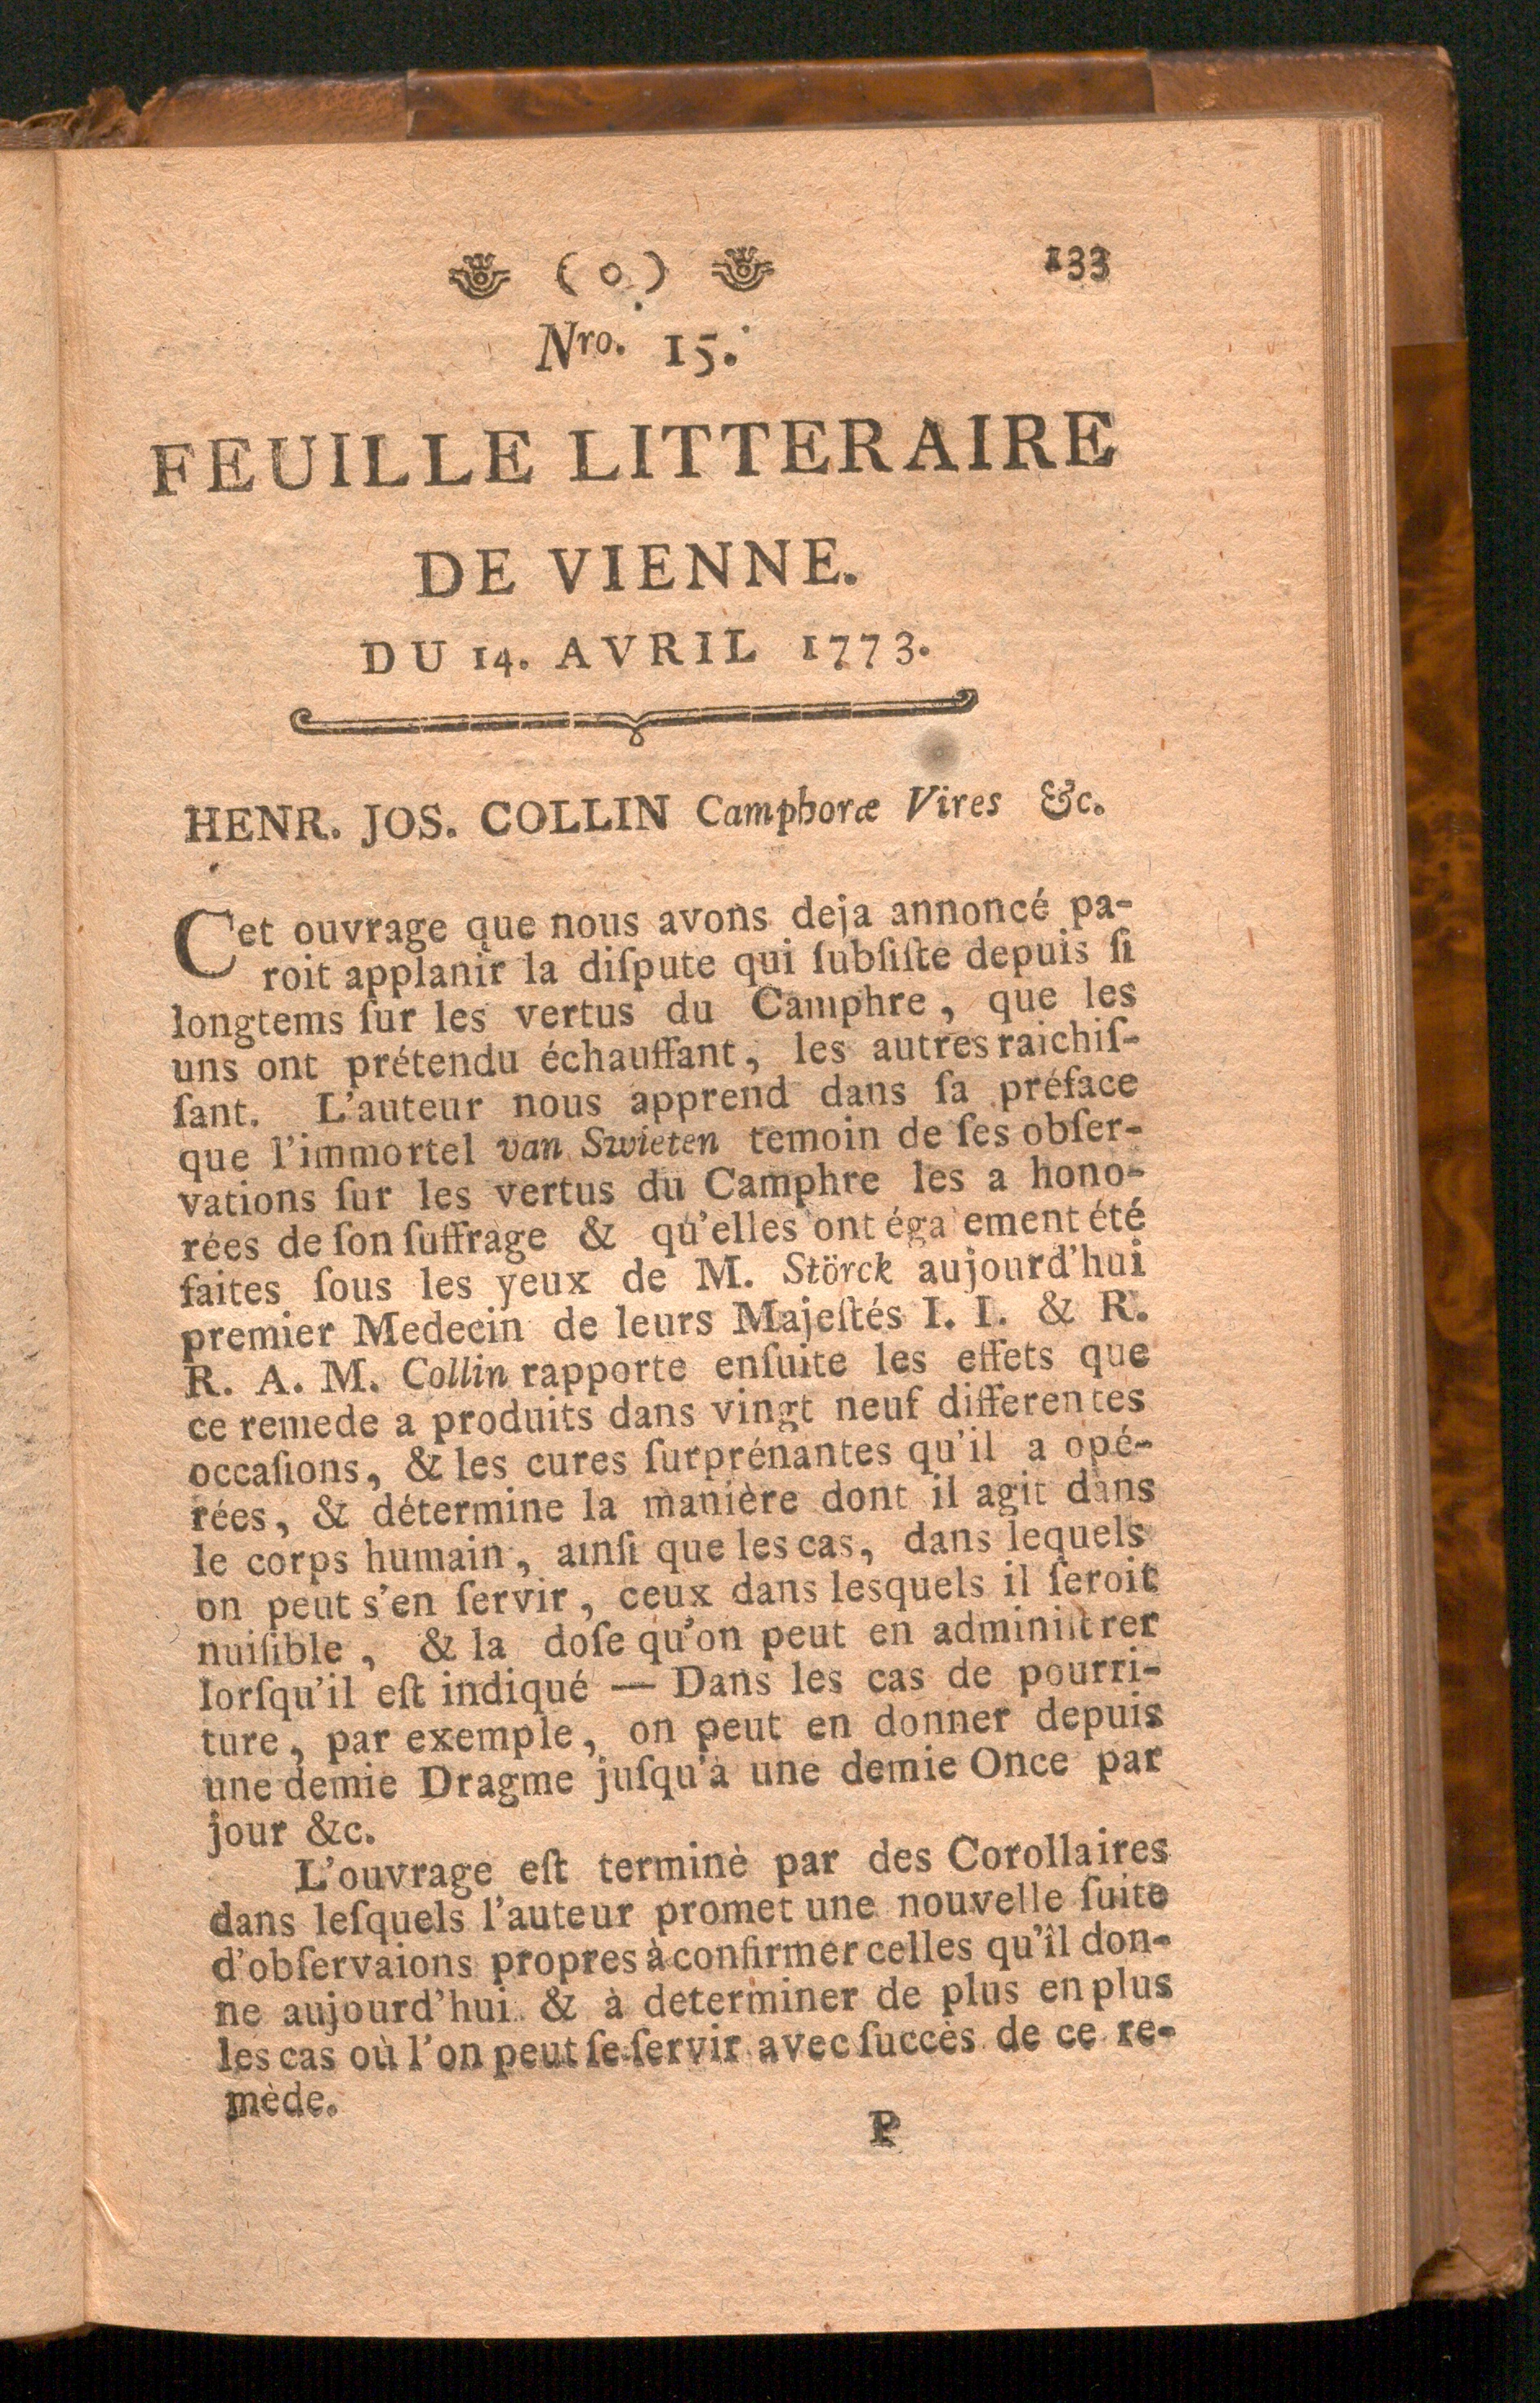 ( o ) 133
Nro. 15.
FEUILLE LITTERAIRE
DE VIENNE.
DU 14. AVRIL 1773.
HENR. JOS. COLLIN Camphoræ Vires &c.
Cet ouvrage que nous avons deja annoncé pa-
roit applanir la diſpute qui ſubſiſte depuis ſi
longtems ſur les vertus du Camphre, que les
uns ont prétendu échauffant, les autres raichiſ-
ſant. L'auteur nous apprend dans ſa préface
que l'immortel van Swieten temoin de ſes obſer-
vations ſur les vertus du Camphre les a hono-
rées de ſon ſuffrage & qu'elles ont éga ement été
faites ſous les yeux de M. Störck aujourd'hui
premier Medecin de leurs Majeſtés I. I. & R.
R. A. M. Collin rapporte enſuite les effets que
ce remede a produits dans vingt neuf differentes
occaſions, & les cures ſurprénantes qu'il a opé-
rées, & détermine la manière dont il agit dans
le corps humain, ainſi que les cas, dans lequels
on peut s'en ſervir, ceux dans lesquels il ſeroit
nuiſible, & la doſe qu'on peut en adminiſtrer
lorſqu'il eſt indiqué — Dans les cas de pourri-
ture, par exemple, on peut en donner depuis
une demie Dragme juſqu'à une demie Once par
jour &c.
L'ouvrage eſt terminè par des Corollaires
dans leſquels l'auteur promet une nouvelle ſuite
d'obſervaions propres à confirmer celles qu'îl don-
ne aujourd'hui & à determiner de plus en plus
les cas où l'on peut ſe ſervir avec ſuccès de ce re-
mède.
P